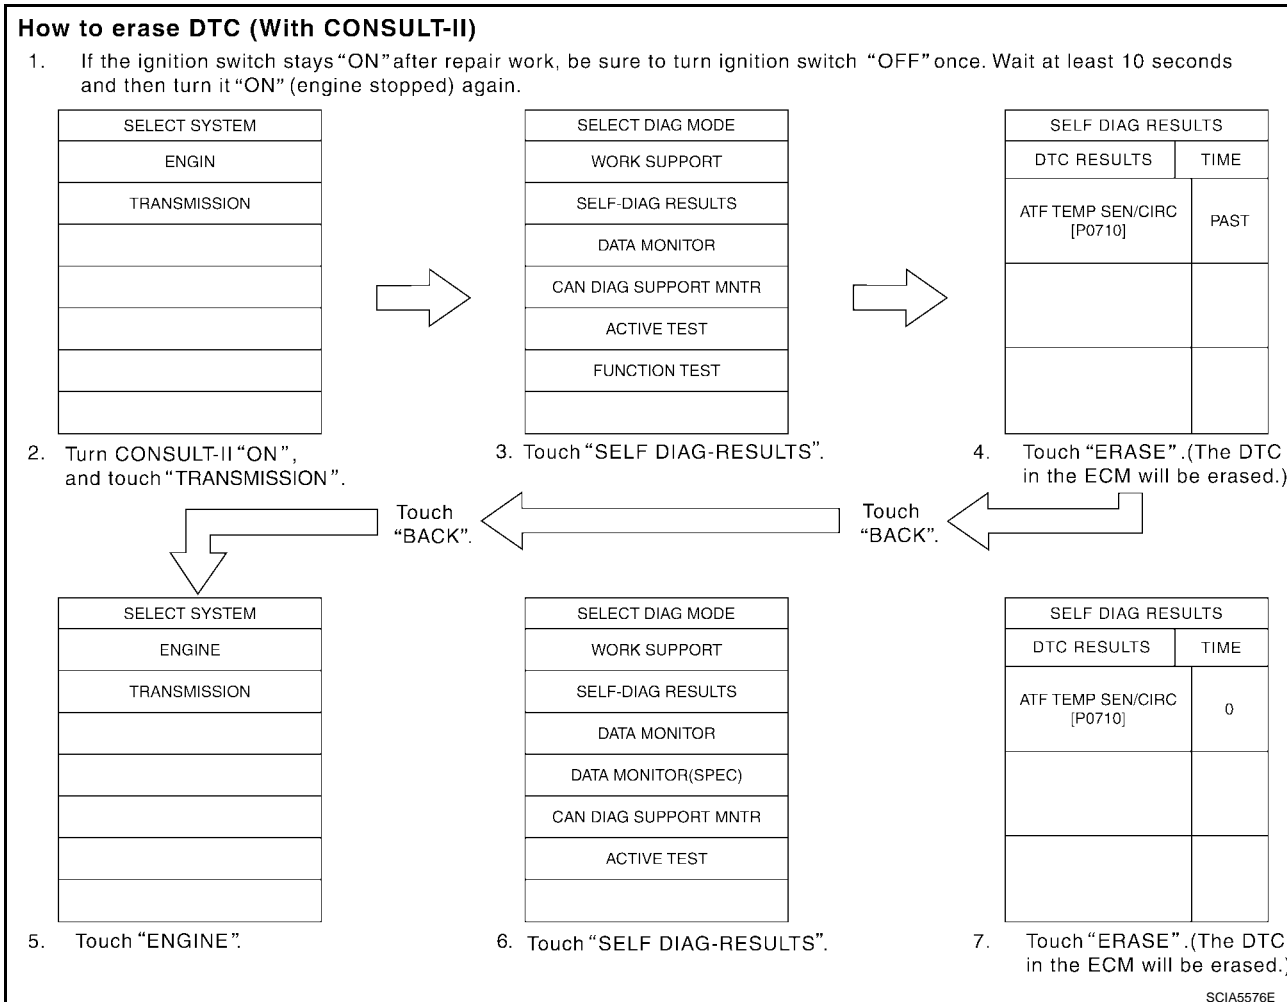 How to erase DTC (With CONSULT-II)
1. If the ignition switch stays “ON” after repair work, be sure to turn ignition switch “OFF” once. Wait at least 10 seconds
and then turn it “ON” (engine stopped) again.
SELECT SYSTEM
ENGIN
TRANSMISSION
SELECT DIAG MODE
WORK SUPPORT
SELF-DIAG RESULTS
DATA MONITOR
CAN DIAG SUPPORT MNTR
ACTIVE TEST
FUNCTION TEST
SELF DIAG RESULTS
DTC RESULTS TIME
ATF TEMP SEN/CIRC
[P0710]
PAST
2. Turn CONSULT-II “ON”,
and touch “TRANSMISSION”.
3. Touch “SELF DIAG-RESULTS”.
4. Touch “ERASE”.(The DTC
in the ECM will be erased.)
Touch
“BACK”.
Touch
“BACK”.
SELECT SYSTEM
ENGINE
TRANSMISSION
SELECT DIAG MODE
WORK SUPPORT
SELF-DIAG RESULTS
DATA MONITOR
DATA MONITOR(SPEC)
CAN DIAG SUPPORT MNTR
ACTIVE TEST
SELF DIAG RESULTS
DTC RESULTS TIME
ATF TEMP SEN/CIRC
[P0710]
0
5. Touch “ENGINE”.
6. Touch “SELF DIAG-RESULTS”.
7. Touch “ERASE”.(The DTC
in the ECM will be erased.)
SCIA5576E